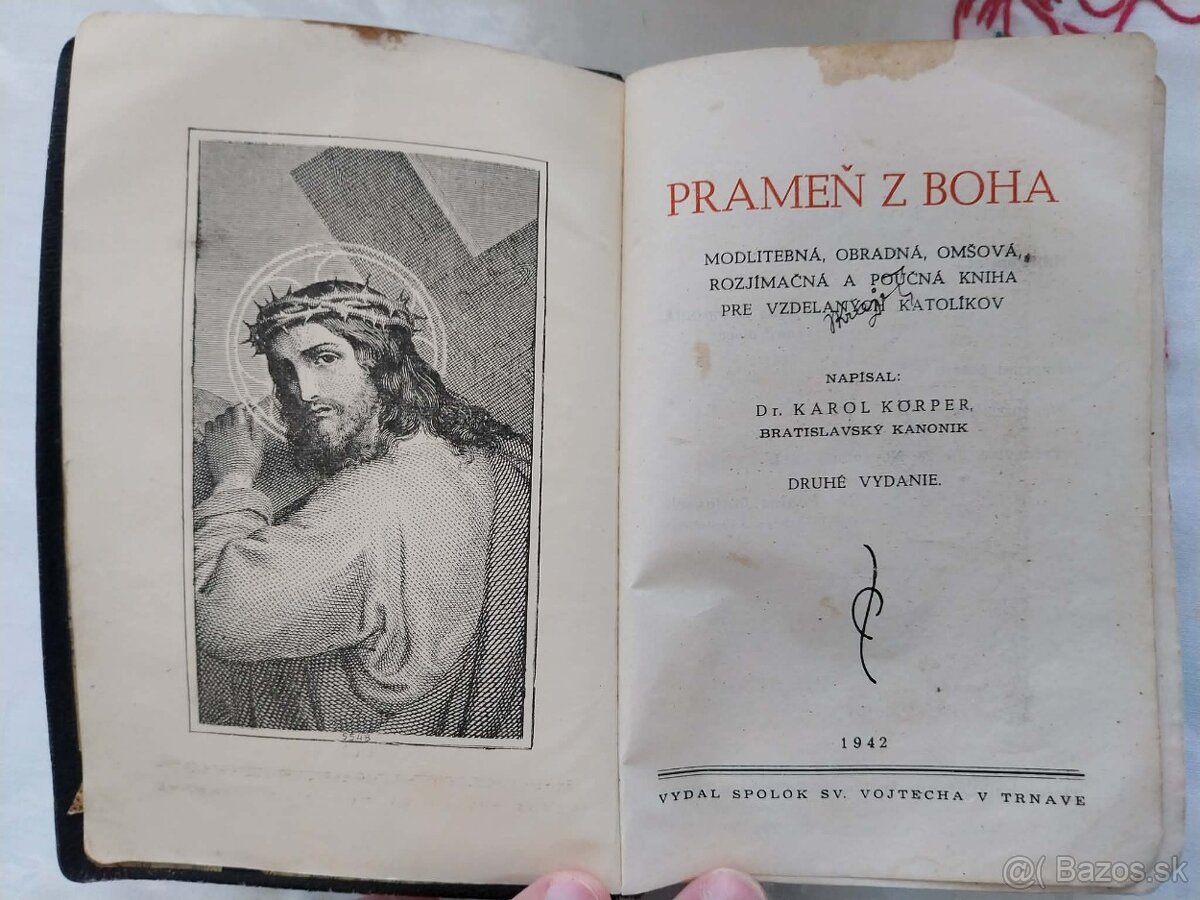 9548
PRAMEŇ Z BOHA
MODLITEBNÁ, OBRADNÁ, OMŠOVÁ,
ROZJÍMAČNÁ A POUČNÁ KNIHA
PRE VZDELANÝCH KATOLÍKOV
NAPÍSAL:
Dr. KAROL KÖRPER,
BRATISLAVSKÝ KANONIK
DRUHÉ VYDANIE.
1942
VYDAL SPOLOK SV. VOJTECHA V TRNAVE
@( Bazos.sk